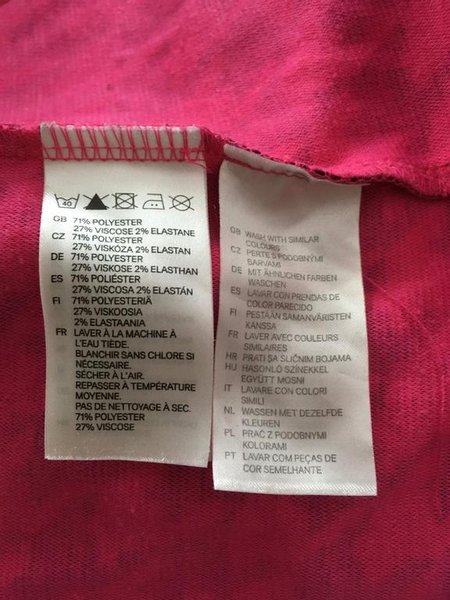 40
GB 71% POLYESTER
27% VISCOSE 2% ELASTANE
CZ 71% POLYESTER
27% VISKÓZA 2% ELASTAN
DE 71% POLYESTER
27% VISKOSE 2% ELASTHAN
ES 71% POLIÉSTER
27% VISCOSA 2% ELASTÁN
FI 71% POLYESTERIÄ
27% VISKOOSIA
2% ELASTAANIA
FR LAVER À LA MACHINE À
L'EAU TIÈDE.
BLANCHIR SANS CHLORE SI
NÉCESSAIRE.
SÉCHER À L'AIR.
REPASSER À TEMPÉRATURE
MOYENNE.
PAS DE NETTOYAGE À SEC.
71% POLYESTER
27% VISCOSE
GB WASH WITH SIMILAR
COLOURS
CZ PERTE S PODOBNÝMI
BARVAMI
DE MIT ÄHNLICHEN FARBEN
WASCHEN
ES LAVAR CON PRENDAS DE
COLOR PARECIDO
FI PESTÄÄN SAMANVÄRISTEN
KANSSA
FR LAVER AVEC COULEURS
SIMILAIRES
HR PRATI SA SLIČNIM BOJAMA
HU HASONLÓ SZÍNEKKEL
EGYÜTT MOSNI
IT LAVARE CON COLORI
SIMILI
NL WASSEN MET DEZELFDE
KLEUREN
PL PRAĆ Z PODOBNYMI
KOLORAMI
PT LAVAR COM PEÇAS DE
COR SEMELHANTE